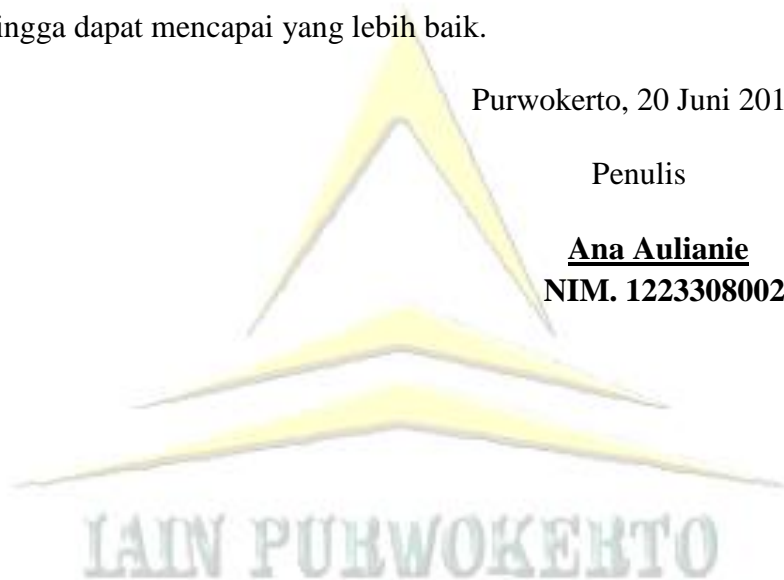 ingga dapat mencapai yang lebih baik.
Purwokerto, 20 Juni 201
Penulis
Ana Aulianie
NIM. 1223308002
IAIN PURWOKERTO